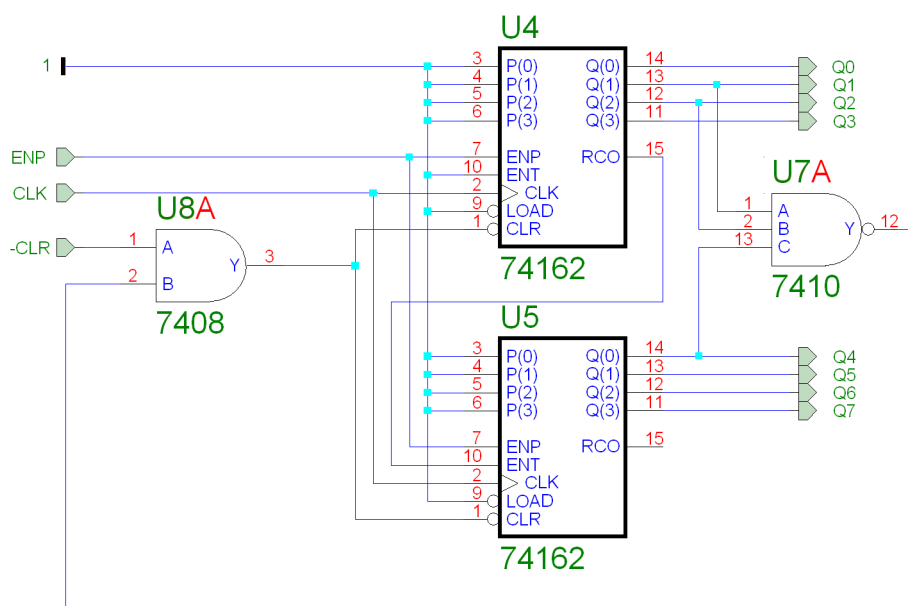 U4
1
3 P(0) Q(0) 14 Q0
4 P(1) Q(1) 13 Q1
5 P(2) Q(2) 12 Q2
6 P(3) Q(3) 11 Q3
ENP 7 ENP RCO 15
10 ENT
CLK 2 CLK
9 LOAD
1 CLR
74162
U7A
1 A
2 B Y 12
13 C
7410
U8A
-CLR 1 A
Y 3
2 B
7408
U5
3 P(0) Q(0) 14 Q4
4 P(1) Q(1) 13 Q5
5 P(2) Q(2) 12 Q6
6 P(3) Q(3) 11 Q7
7 ENP RCO 15
10 ENT
2 CLK
9 LOAD
1 CLR
74162